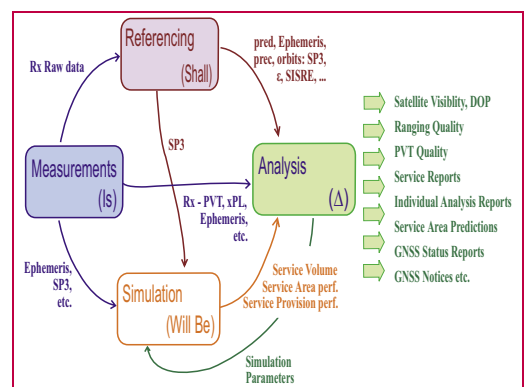 Referencing
(Shall)
Rx Raw data
pred, Ephemeris,
prec, orbits: SP3,
ε, SISRE, ...
SP3
Measurements
(Is)
Analysis
(Δ)
Rx - PVT, xPL,
Ephemeris,
etc.
Ephemeris,
SP3,
etc.
Simulation
(Will Be)
Service Volume
Service Area perf.
Service Provision perf.
Simulation
Parameters
Satellite Visiblity, DOP
Ranging Quality
PVT Quality
Service Reports
Individual Analysis Reports
Service Area Predictions
GNSS Status Reports
GNSS Notices etc.